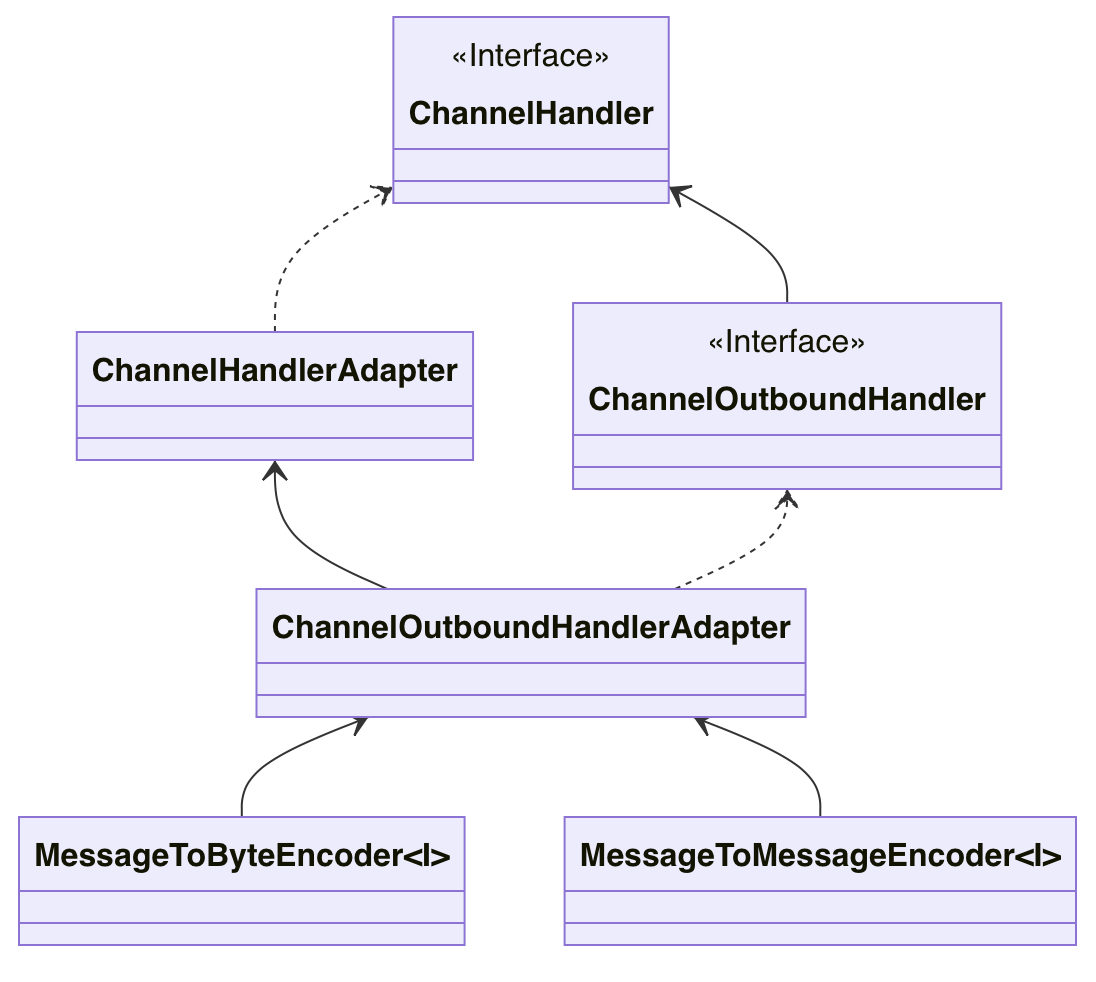 «Interface»
ChannelHandler
ChannelHandlerAdapter
«Interface»
ChannelOutboundHandler
ChannelOutboundHandlerAdapter
MessageToByteEncoder<I>
MessageToMessageEncoder<I>